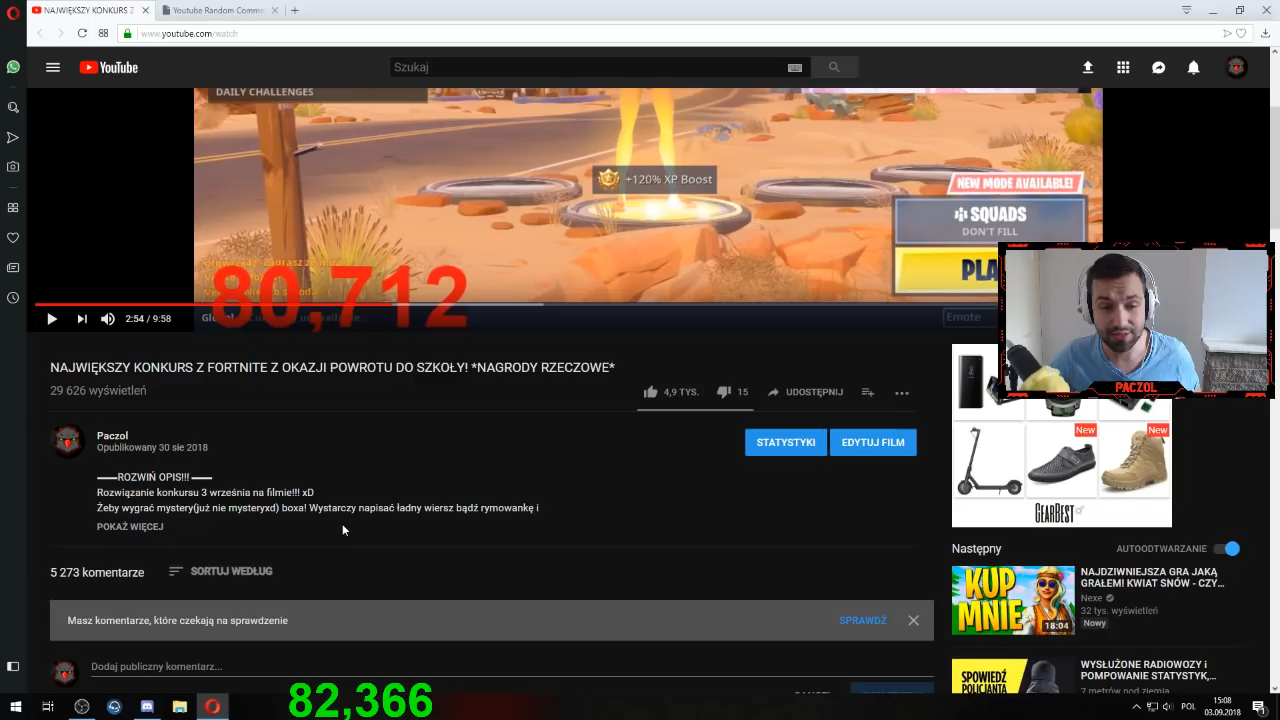 NAJWIĘKSZY KONKURS Z
Youtube Random Comme
www.youtube.com/watch
YouTube
Szukaj
DAILY CHALLENGES
+120% XP Boost
NEW MODE AVAILABLE!
SQUADS
DON'T FILL
PLA
80,712
2:54 / 9:58
Emote
PACZOL
NAJWIĘKSZY KONKURS Z FORTNITE Z OKAZJI POWROTU DO SZKOŁY! *NAGRODY RZECZOWE*
29 626 wyświetleń
4,9 TYS.
15
UDOSTĘPNIJ
Paczol
Opublikowany 30 sie 2018
STATYSTYKI
EDYTUJ FILM
ROZWIŃ OPIS!!!
Rozwiązanie konkursu 3 września na filmie!!! xD
Żeby wygrać mystery(już nie mysteryxd) boxa! Wystarczy napisać ładny wiersz bądź rymowankę i
POKAŻ WIĘCEJ
New
New
GEARBEST
5 273 komentarze
SORTUJ WEDŁUG
Masz komentarze, które czekają na sprawdzenie
SPRAWDŹ
Dodaj publiczny komentarz...
Następny
AUTOODTWARZANIE
KUP
MNIE
18:04
NAJDZIWNIEJSZA GRA JAKĄ
GRAŁEM! KWIAT SNÓW - CZY...
Nexe
32 tys. wyświetleń
Nowy
SPOWIEDŹ
POLICJANTA
WYSŁUŻONE RADIOWOZY i
POMPOWANIE STATYSTYK,...
7 metrów pod ziemią
82,366
POL
15:08
03.09.2018